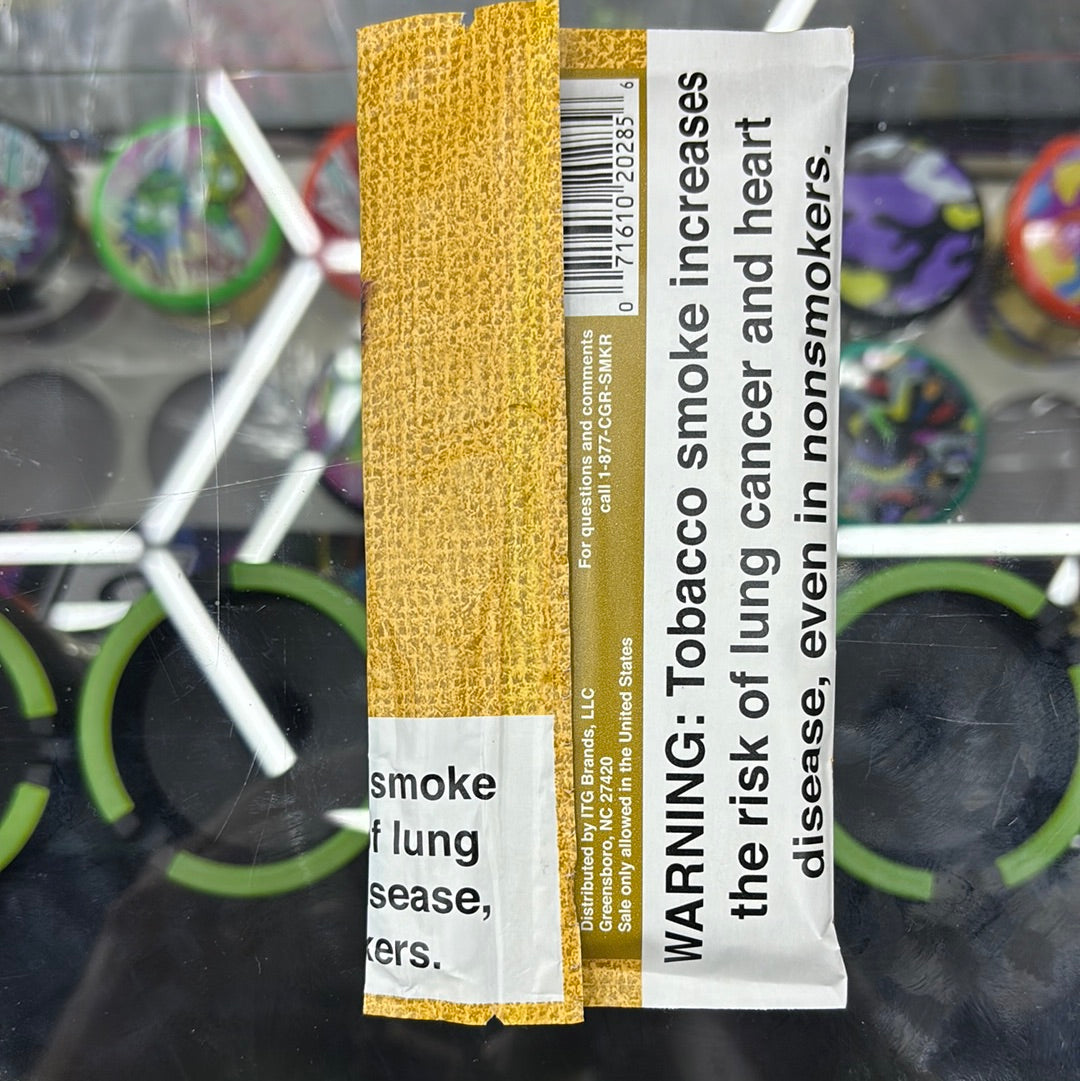 WARNING: Tobacco smoke increases
the risk of lung cancer and heart
disease, even in nonsmokers.
0 71610 20285 6
For questions and comments
call 1-877-CGR-SMKR
Distributed by ITG Brands, LLC
Greensboro, NC 27420
Sale only allowed in the United States
smoke
f lung
sease,
kers.